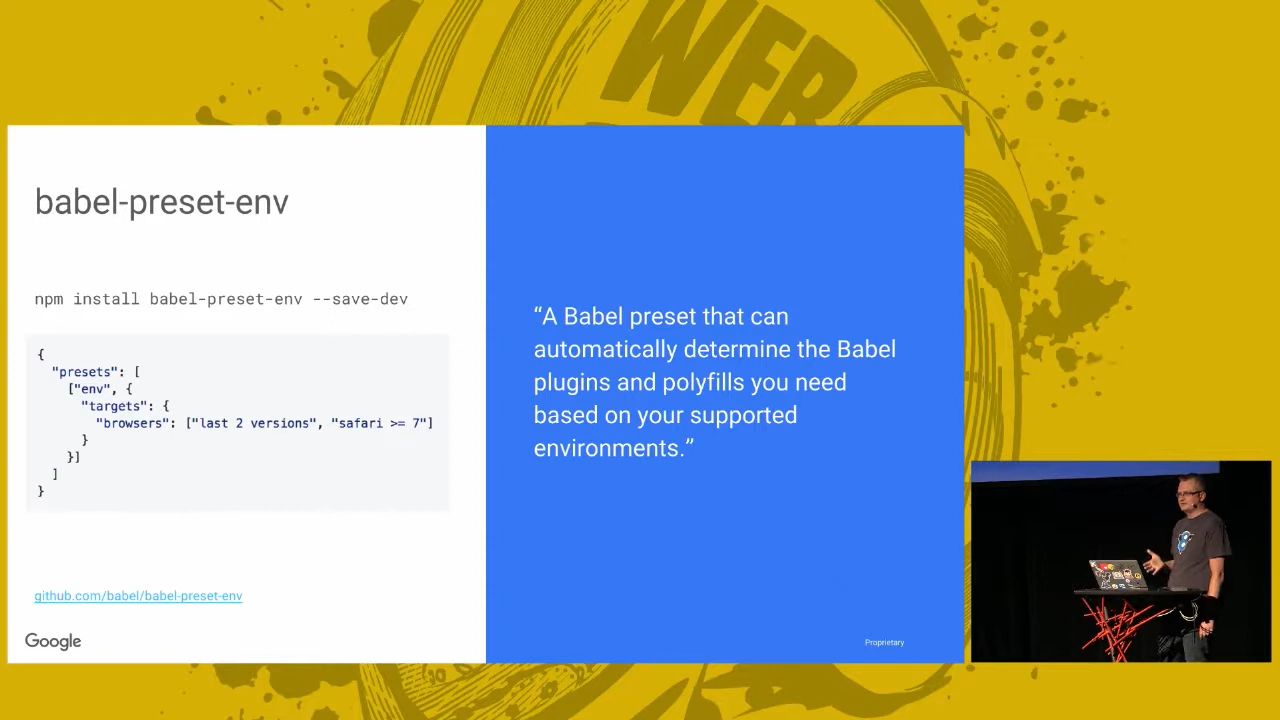 WEB
babel-preset-env
npm install babel-preset-env --save-dev
{
"presets": [
["env", {
"targets": {
"browsers": ["last 2 versions", "safari >= 7"]
}
}]
]
}
github.com/babel/babel-preset-env
Google
“A Babel preset that can
automatically determine the Babel
plugins and polyfills you need
based on your supported
environments.”
Proprietary